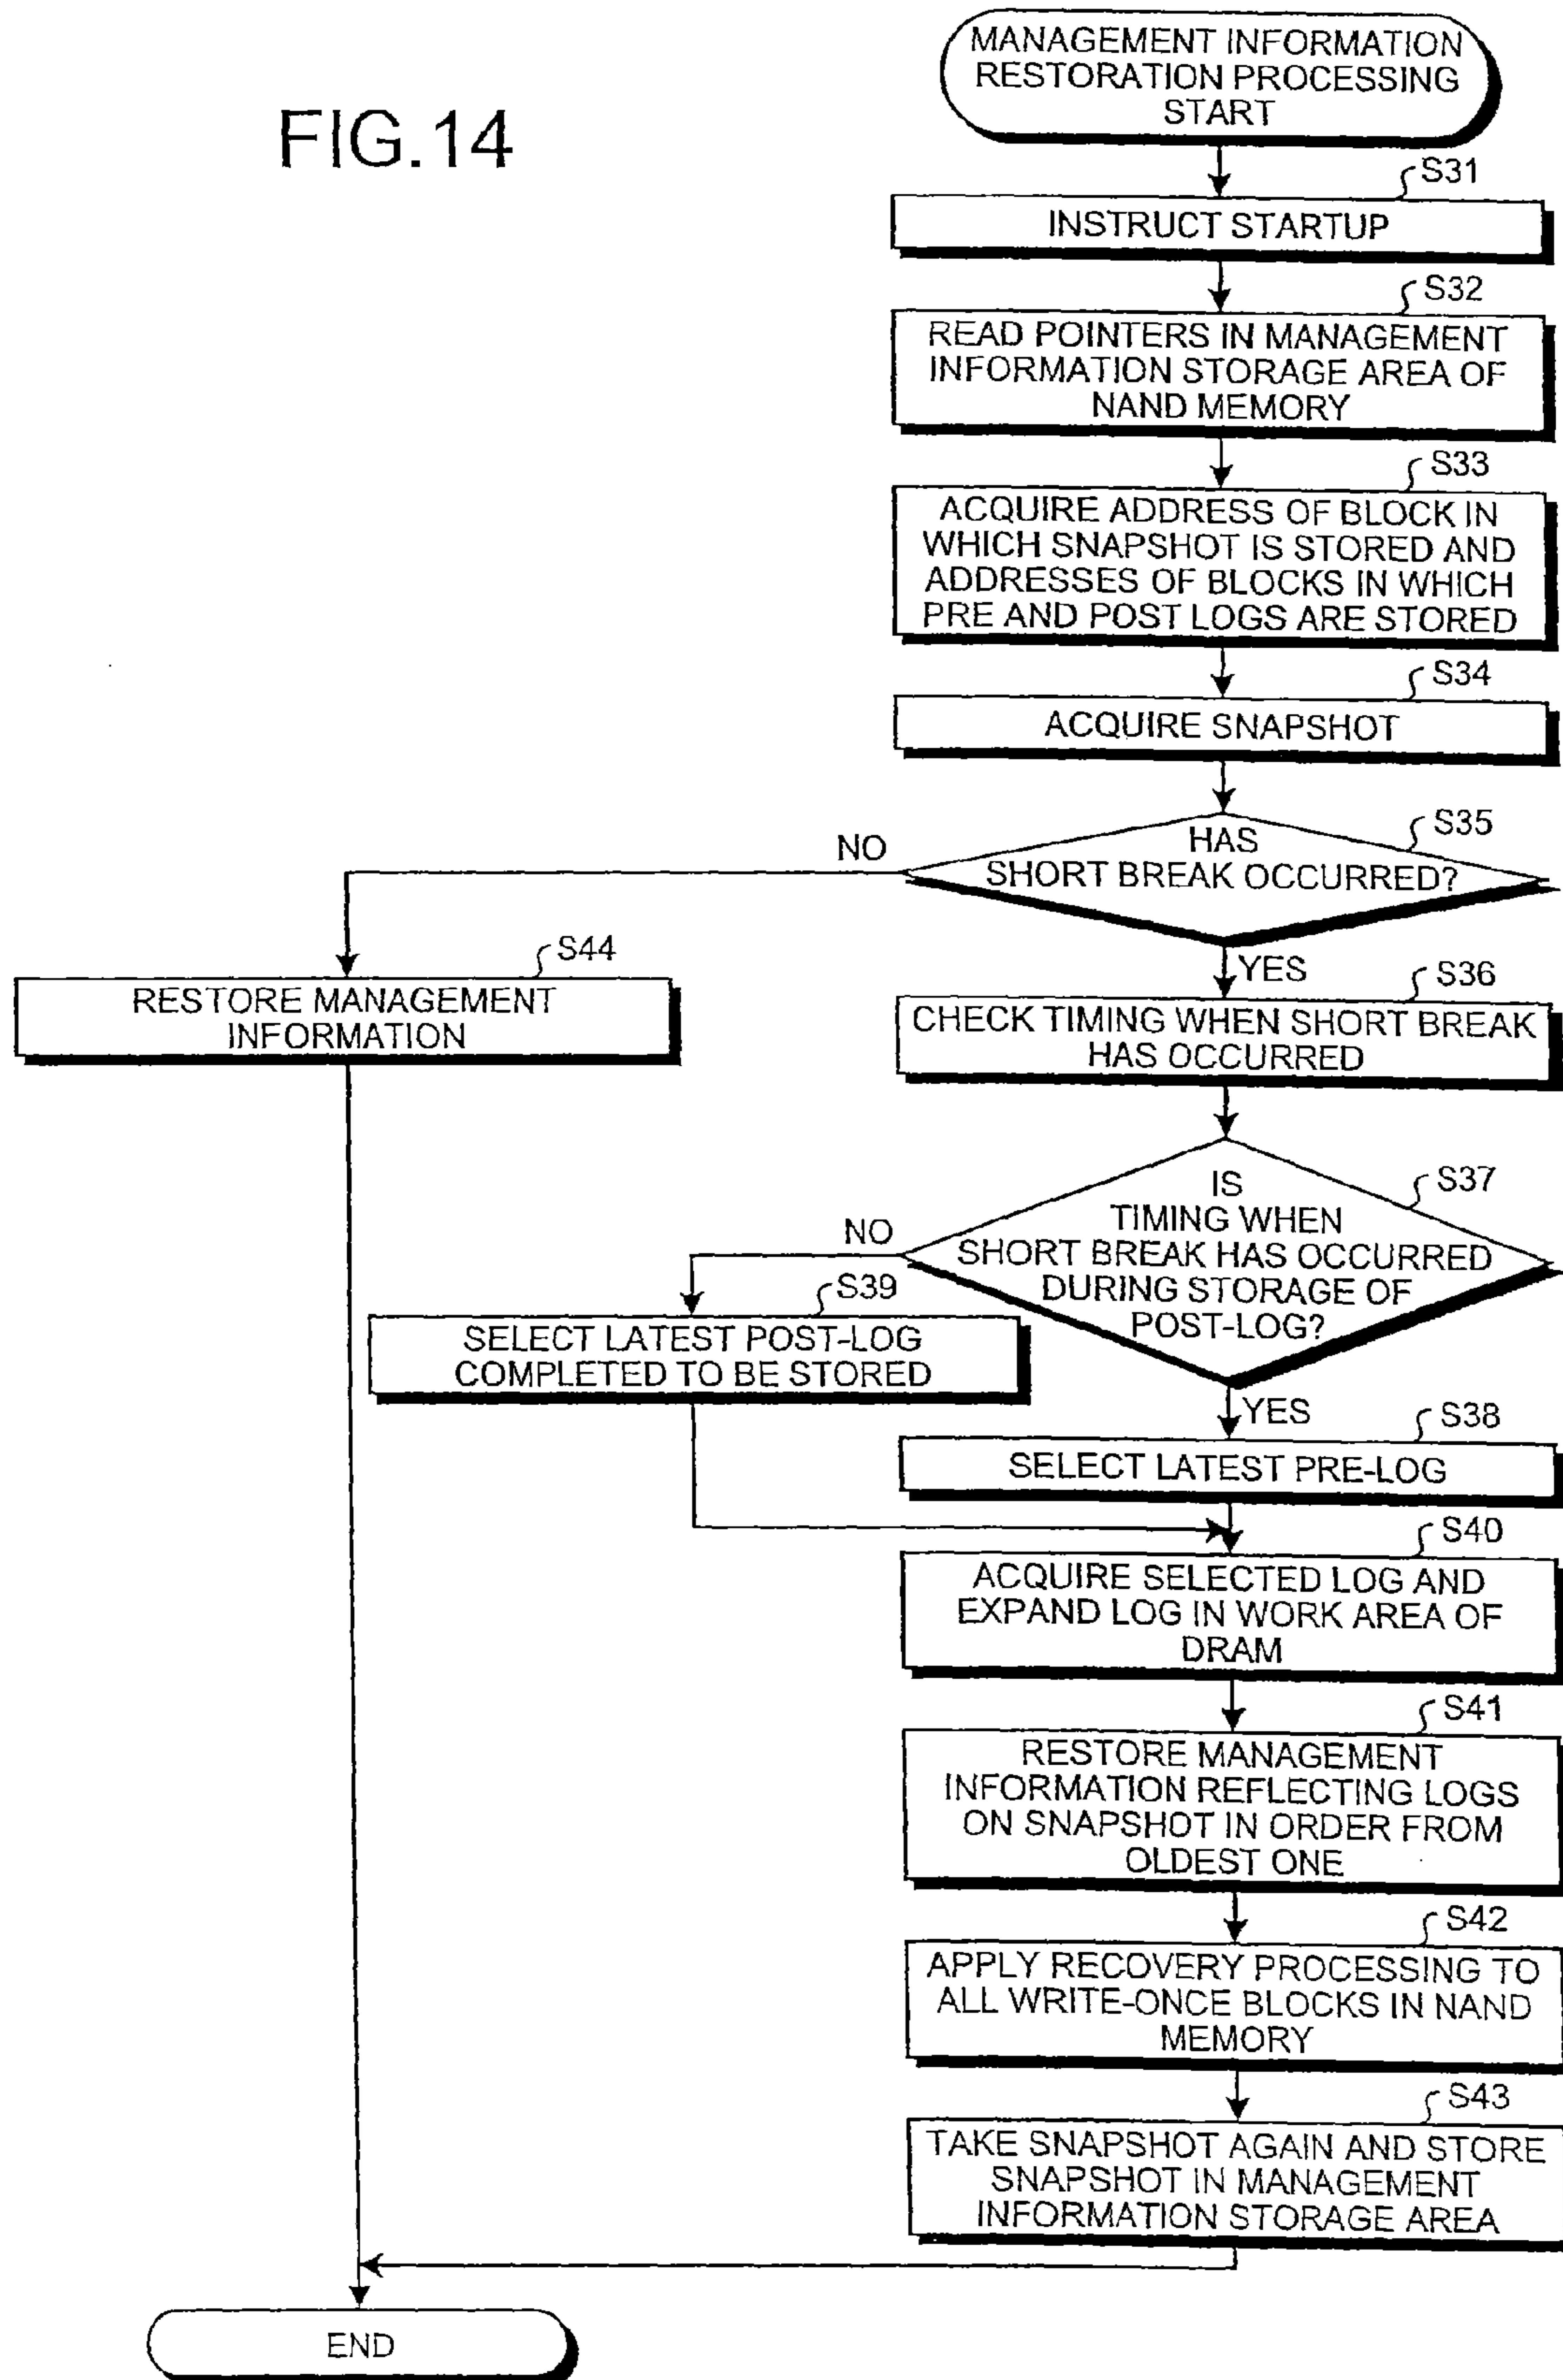 FIG.14
MANAGEMENT INFORMATION
RESTORATION PROCESSING
START
S31
INSTRUCT STARTUP
S32
READ POINTERS IN MANAGEMENT
INFORMATION STORAGE AREA OF
NAND MEMORY
S33
ACQUIRE ADDRESS OF BLOCK IN
WHICH SNAPSHOT IS STORED AND
ADDRESSES OF BLOCKS IN WHICH
PRE AND POST LOGS ARE STORED
S34
ACQUIRE SNAPSHOT
S35
HAS
SHORT BREAK OCCURRED?
NO
YES
S44
RESTORE MANAGEMENT
INFORMATION
S36
CHECK TIMING WHEN SHORT BREAK
HAS OCCURRED
S37
IS
TIMING WHEN
SHORT BREAK HAS OCCURRED
DURING STORAGE OF
POST-LOG?
NO
YES
S39
SELECT LATEST POST-LOG
COMPLETED TO BE STORED
S38
SELECT LATEST PRE-LOG
S40
ACQUIRE SELECTED LOG AND
EXPAND LOG IN WORK AREA OF
DRAM
S41
RESTORE MANAGEMENT
INFORMATION REFLECTING LOGS
ON SNAPSHOT IN ORDER FROM
OLDEST ONE
S42
APPLY RECOVERY PROCESSING TO
ALL WRITE-ONCE BLOCKS IN NAND
MEMORY
S43
TAKE SNAPSHOT AGAIN AND STORE
SNAPSHOT IN MANAGEMENT
INFORMATION STORAGE AREA
END